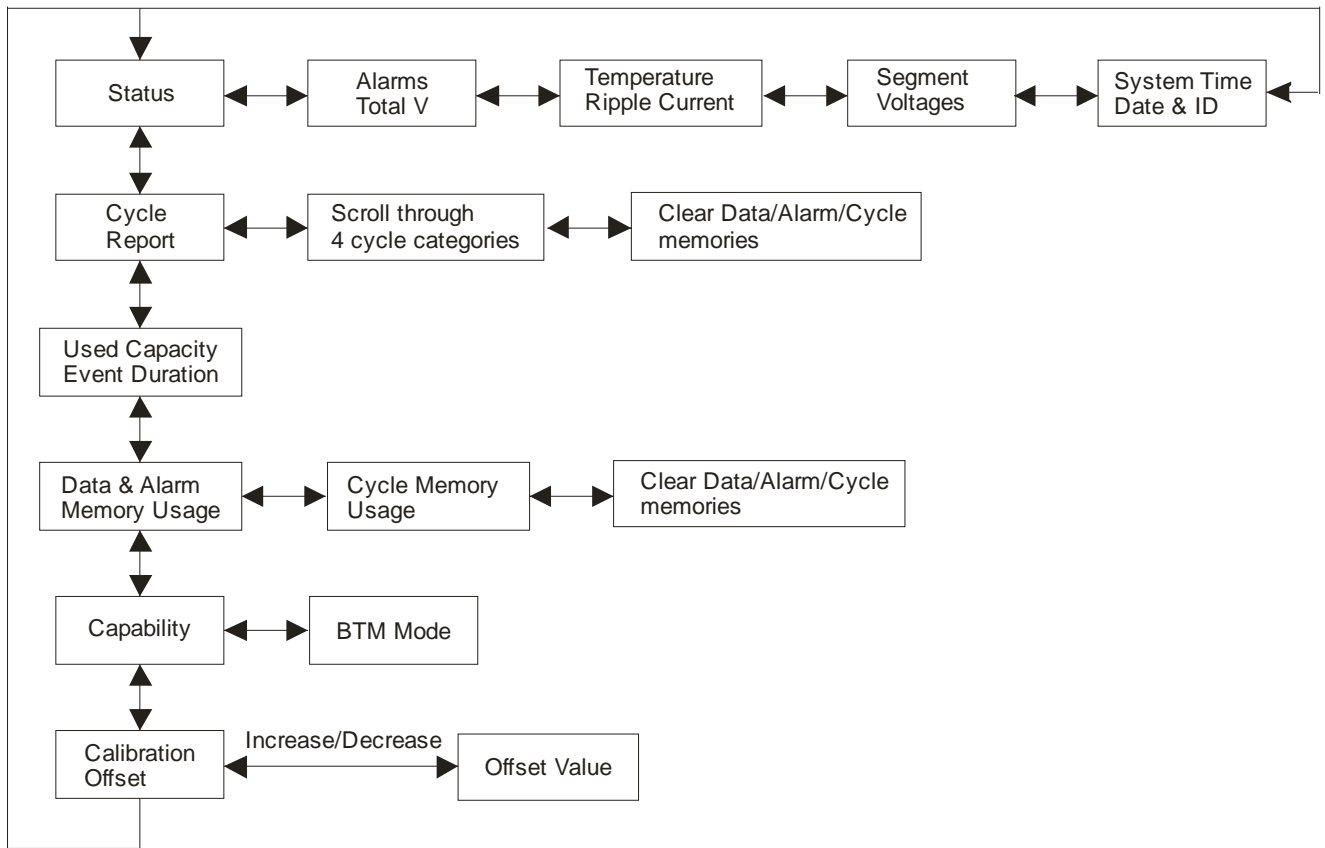 Status
Alarms
Total V
Temperature
Ripple Current
Segment
Voltages
System Time
Date & ID
Cycle
Report
Scroll through
4 cycle categories
Clear Data/Alarm/Cycle
memories
Used Capacity
Event Duration
Data & Alarm
Memory Usage
Cycle Memory
Usage
Clear Data/Alarm/Cycle
memories
Capability
BTM Mode
Calibration
Offset
Increase/Decrease
Offset Value